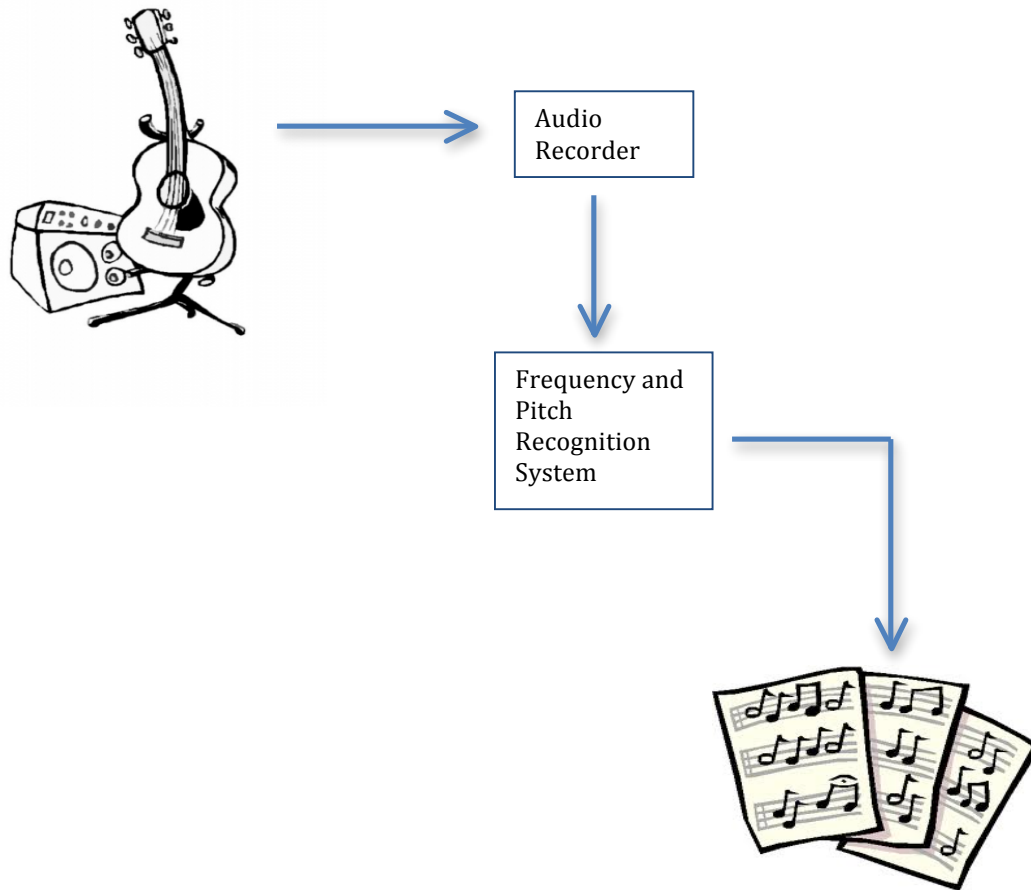 Audio
Recorder
Frequency and
Pitch
Recognition
System